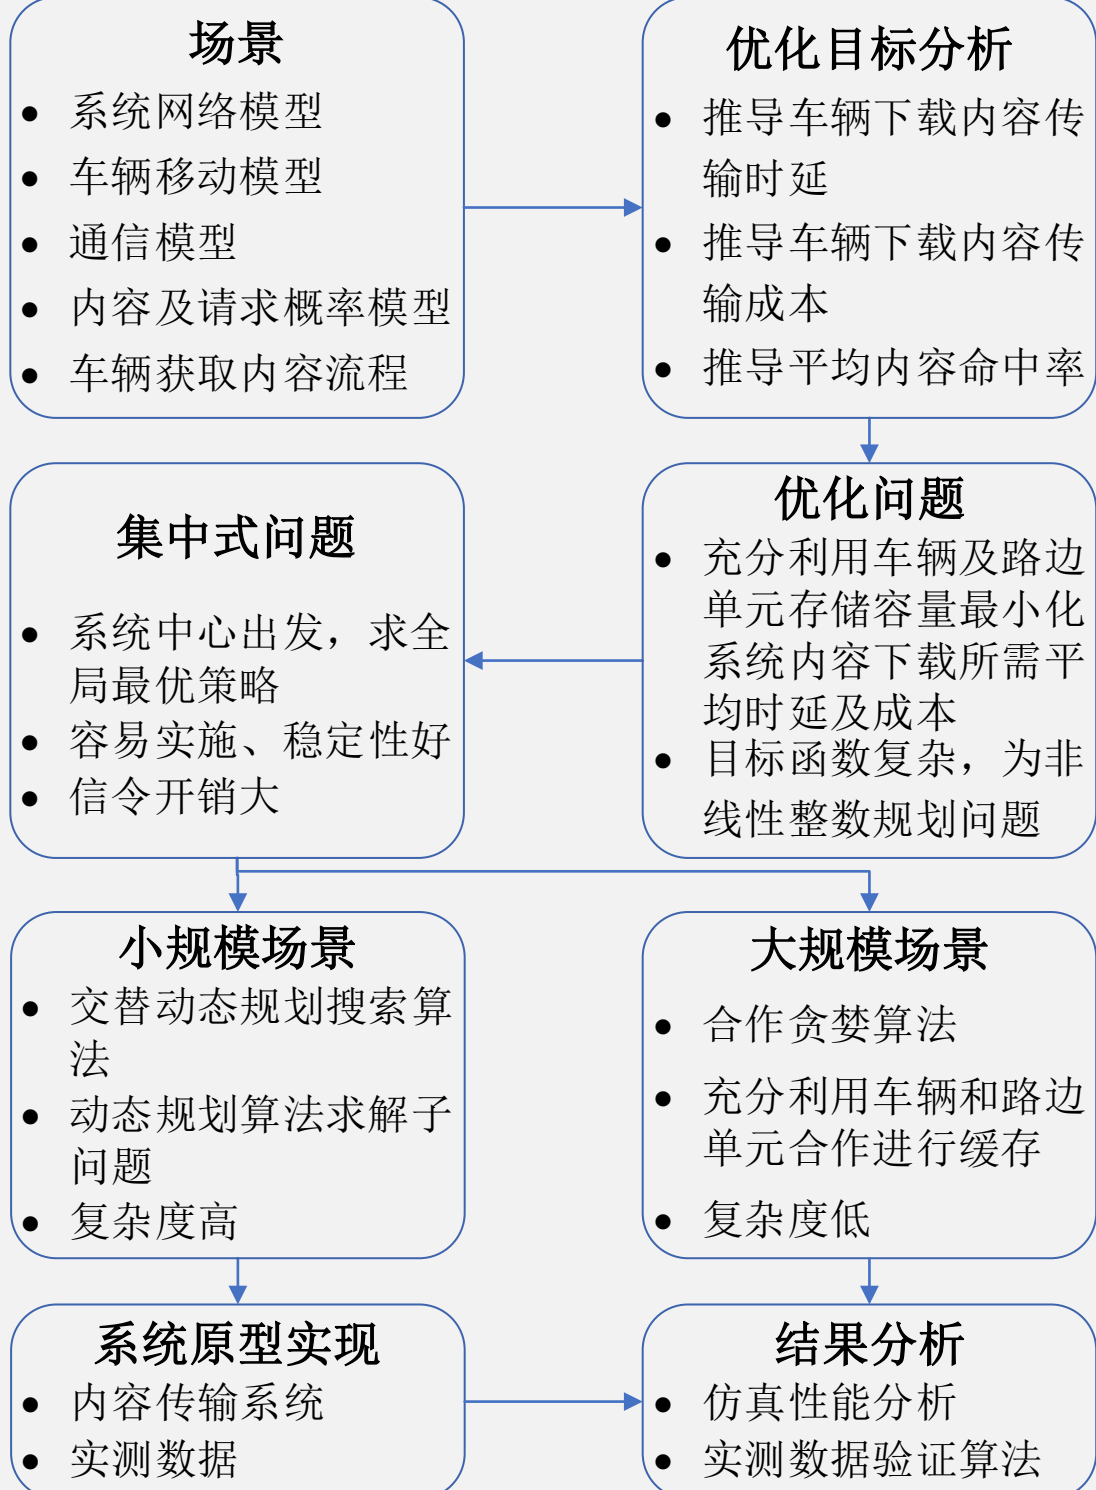 场景
● 系统网络模型
● 车辆移动模型
● 通信模型
● 内容及请求概率模型
● 车辆获取内容流程
优化目标分析
● 推导车辆下载内容传
输时延
● 推导车辆下载内容传
输成本
● 推导平均内容命中率
优化问题
● 充分利用车辆及路边
单元存储容量最小化
系统内容下载所需平
均时延及成本
● 目标函数复杂，为非
线性整数规划问题
集中式问题
● 系统中心出发，求全
局最优策略
● 容易实施、稳定性好
● 信令开销大
小规模场景
● 交替动态规划搜索算
法
● 动态规划算法求解子
问题
● 复杂度高
大规模场景
● 合作贪婪算法
● 充分利用车辆和路边
单元合作进行缓存
● 复杂度低
系统原型实现
● 内容传输系统
● 实测数据
结果分析
● 仿真性能分析
● 实测数据验证算法